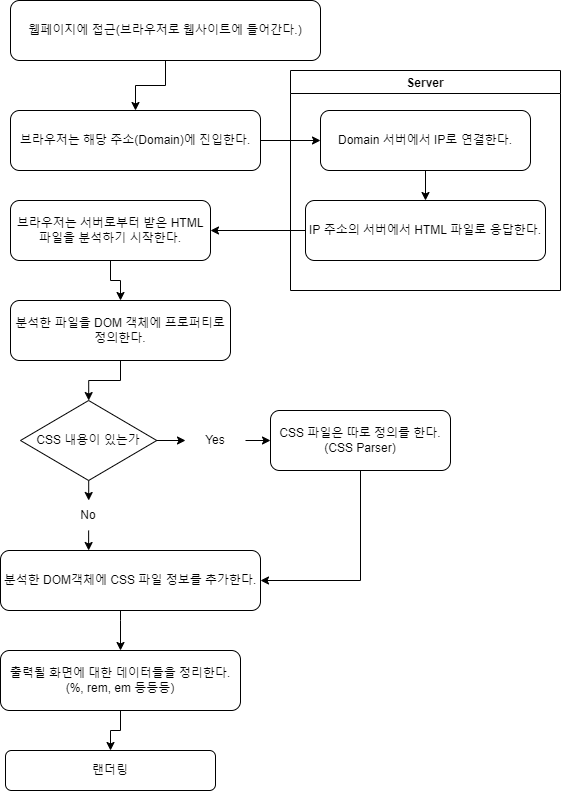 웹페이지에 접근(브라우저로 웹사이트에 들어간다.)
Server
브라우저는 해당 주소(Domain)에 진입한다.
Domain 서버에서 IP로 연결한다.
브라우저는 서버로부터 받은 HTML
파일을 분석하기 시작한다.
IP 주소의 서버에서 HTML 파일로 응답한다.
분석한 파일을 DOM 객체에 프로퍼티로
정의한다.
CSS 내용이 있는가
Yes
CSS 파일은 따로 정의를 한다.
(CSS Parser)
No
분석한 DOM객체에 CSS 파일 정보를 추가한다.
출력될 화면에 대한 데이터들을 정리한다.
(%, rem, em 등등등)
랜더링